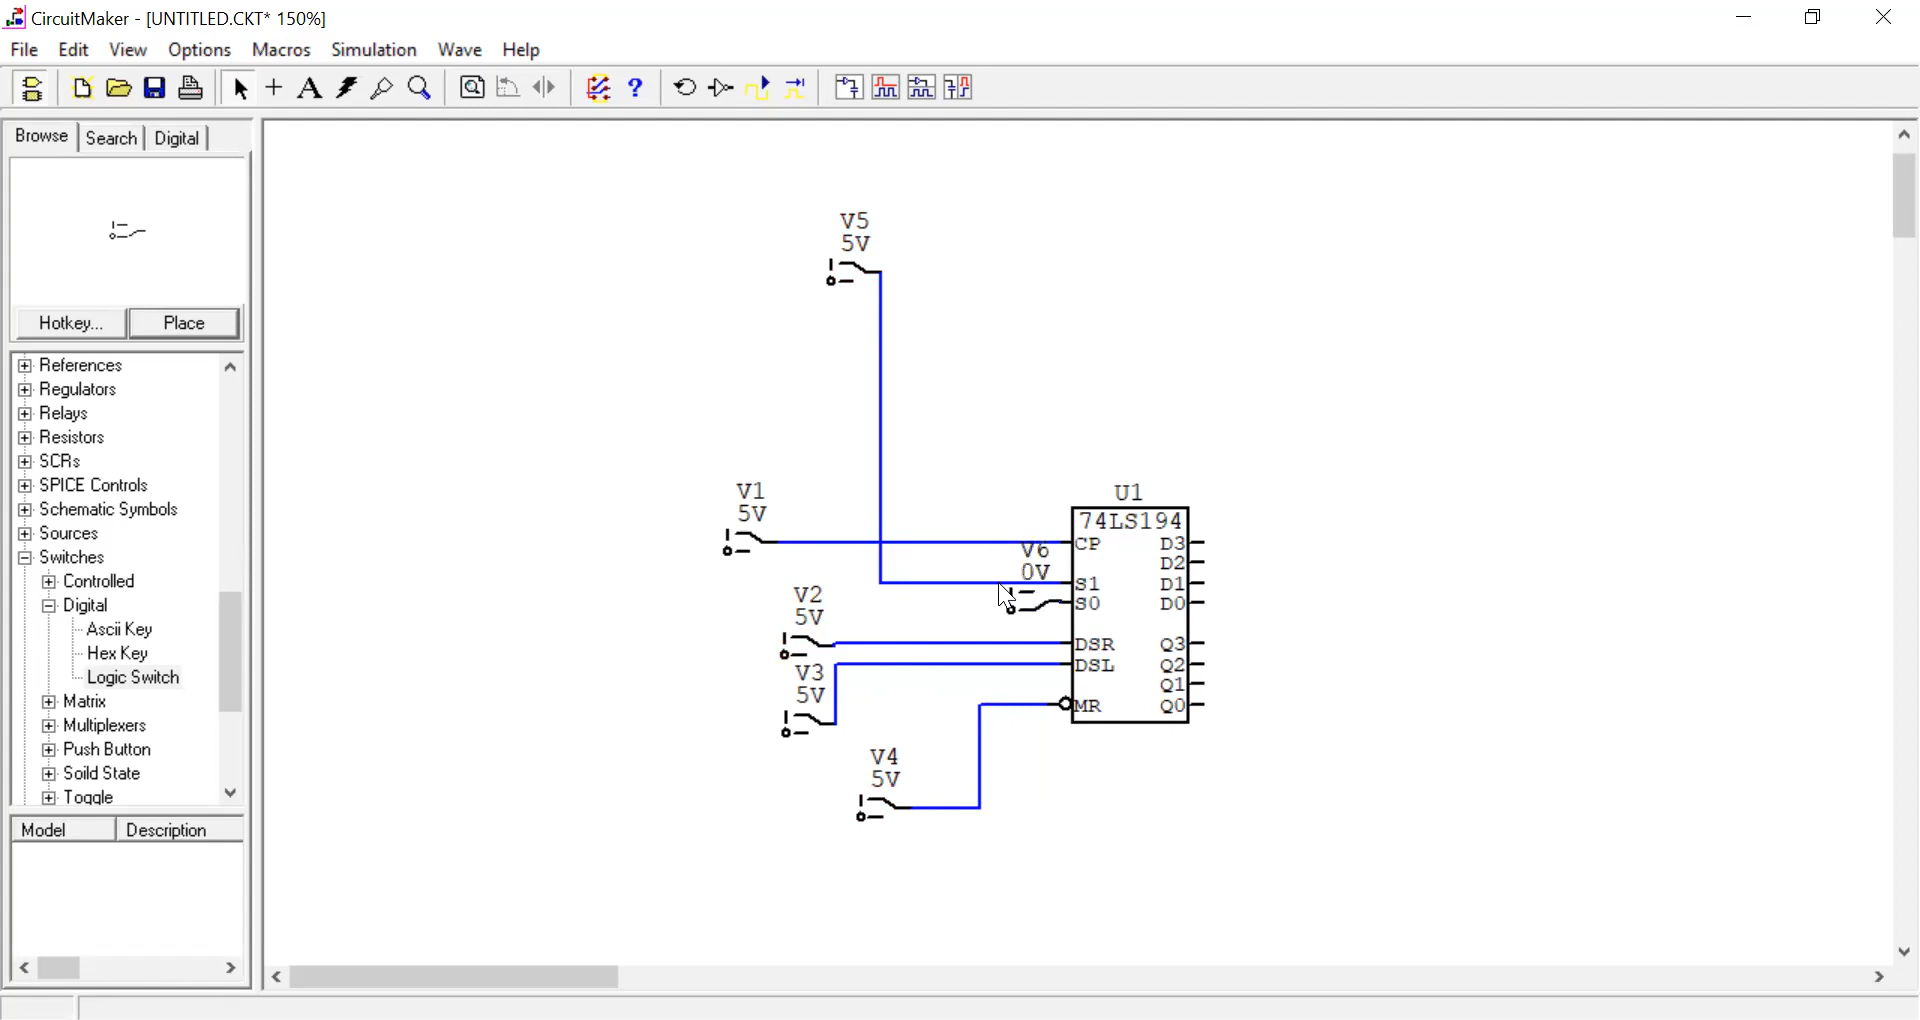 CircuitMaker - [UNTITLED.CKT* 150%]
File Edit View Options Macros Simulation Wave Help
Browse Search Digital
Hotkey... Place
References
Regulators
Relays
Resistors
SCRs
SPICE Controls
Schematic Symbols
Sources
Switches
Controlled
Digital
Ascii Key
Hex Key
Logic Switch
Matrix
Multiplexers
Push Button
Soild State
Toggle
Model Description
V5
5V
V1
5V
V6
0V
V2
5V
V3
5V
V4
5V
U1
74LS194
CP D3
D2
S1 D1
S0 D0
DSR Q3
DSL Q2
Q1
MR Q0